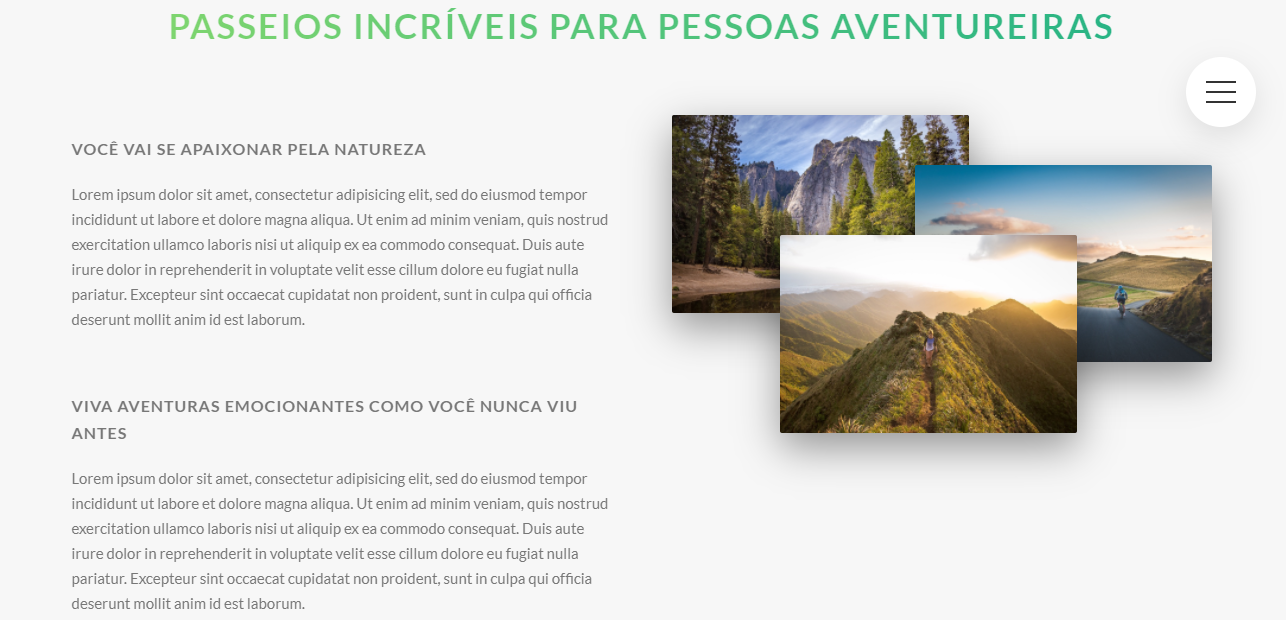 PASSEIOS INCRÍVEIS PARA PESSOAS AVENTUREIRAS
VOCÊ VAI SE APAIXONAR PELA NATUREZA
Lorem ipsum dolor sit amet, consectetur adipisicing elit, sed do eiusmod tempor
incididunt ut labore et dolore magna aliqua. Ut enim ad minim veniam, quis nostrud
exercitation ullamco laboris nisi ut aliquip ex ea commodo consequat. Duis aute
irure dolor in reprehenderit in voluptate velit esse cillum dolore eu fugiat nulla
pariatur. Excepteur sint occaecat cupidatat non proident, sunt in culpa qui officia
deserunt mollit anim id est laborum.
VIVA AVENTURAS EMOCIONANTES COMO VOCÊ NUNCA VIU
ANTES
Lorem ipsum dolor sit amet, consectetur adipisicing elit, sed do eiusmod tempor
incididunt ut labore et dolore magna aliqua. Ut enim ad minim veniam, quis nostrud
exercitation ullamco laboris nisi ut aliquip ex ea commodo consequat. Duis aute
irure dolor in reprehenderit in voluptate velit esse cillum dolore eu fugiat nulla
pariatur. Excepteur sint occaecat cupidatat non proident, sunt in culpa qui officia
deserunt mollit anim id est laborum.